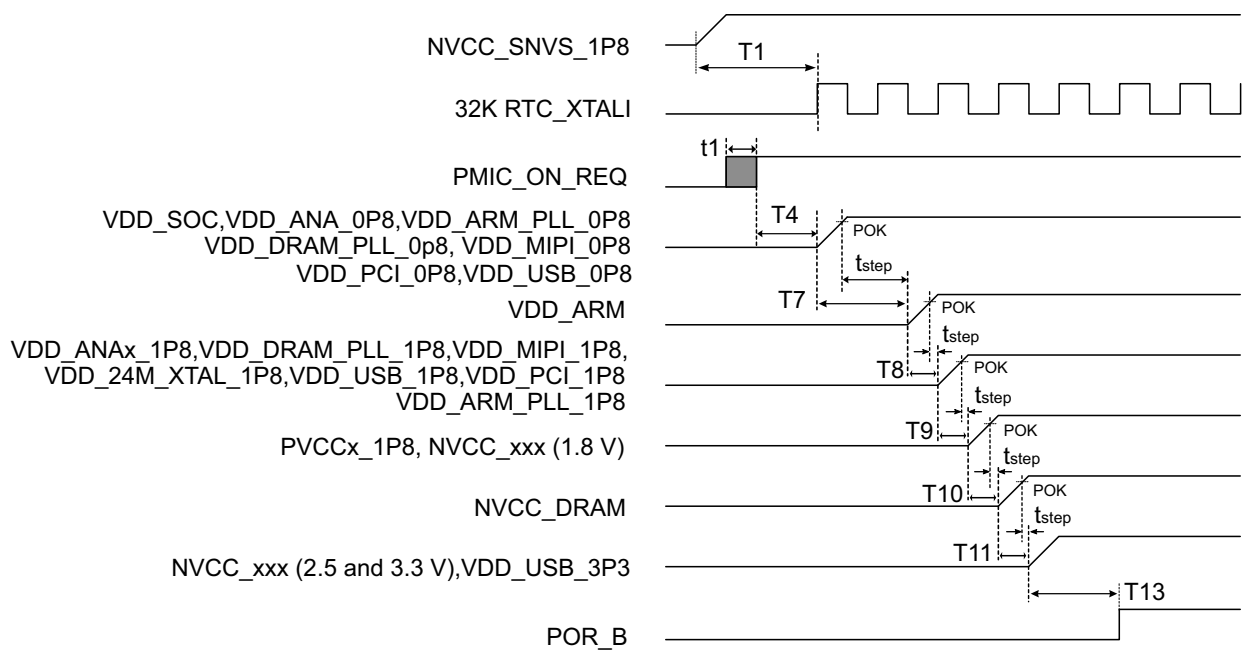 NVCC_SNVS_1P8
T1
32K RTC_XTALI
t1
PMIC_ON_REQ
VDD_SOC,VDD_ANA_0P8,VDD_ARM_PLL_0P8
VDD_DRAM_PLL_0p8, VDD_MIPI_0P8
VDD_PCI_0P8,VDD_USB_0P8
T4
POK
tstep
T7
VDD_ARM
POK
tstep
VDD_ANAx_1P8,VDD_DRAM_PLL_1P8,VDD_MIPI_1P8,
VDD_24M_XTAL_1P8,VDD_USB_1P8,VDD_PCI_1P8
VDD_ARM_PLL_1P8
T8
POK
tstep
T9
PVCCx_1P8, NVCC_xxx (1.8 V)
POK
tstep
T10
NVCC_DRAM
POK
tstep
T11
NVCC_xxx (2.5 and 3.3 V),VDD_USB_3P3
T13
POR_B